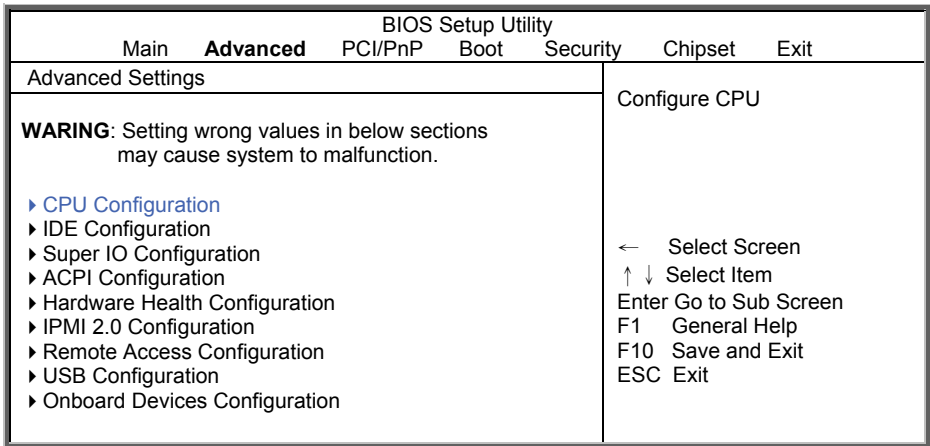 BIOS Setup Utility
Main Advanced PCI/PnP Boot Security Chipset Exit
Advanced Settings
WARING: Setting wrong values in below sections
may cause system to malfunction.
▸ CPU Configuration
▸ IDE Configuration
▸ Super IO Configuration
▸ ACPI Configuration
▸ Hardware Health Configuration
▸ IPMI 2.0 Configuration
▸ Remote Access Configuration
▸ USB Configuration
▸ Onboard Devices Configuration
Configure CPU
← Select Screen
↑ ↓ Select Item
Enter Go to Sub Screen
F1 General Help
F10 Save and Exit
ESC Exit